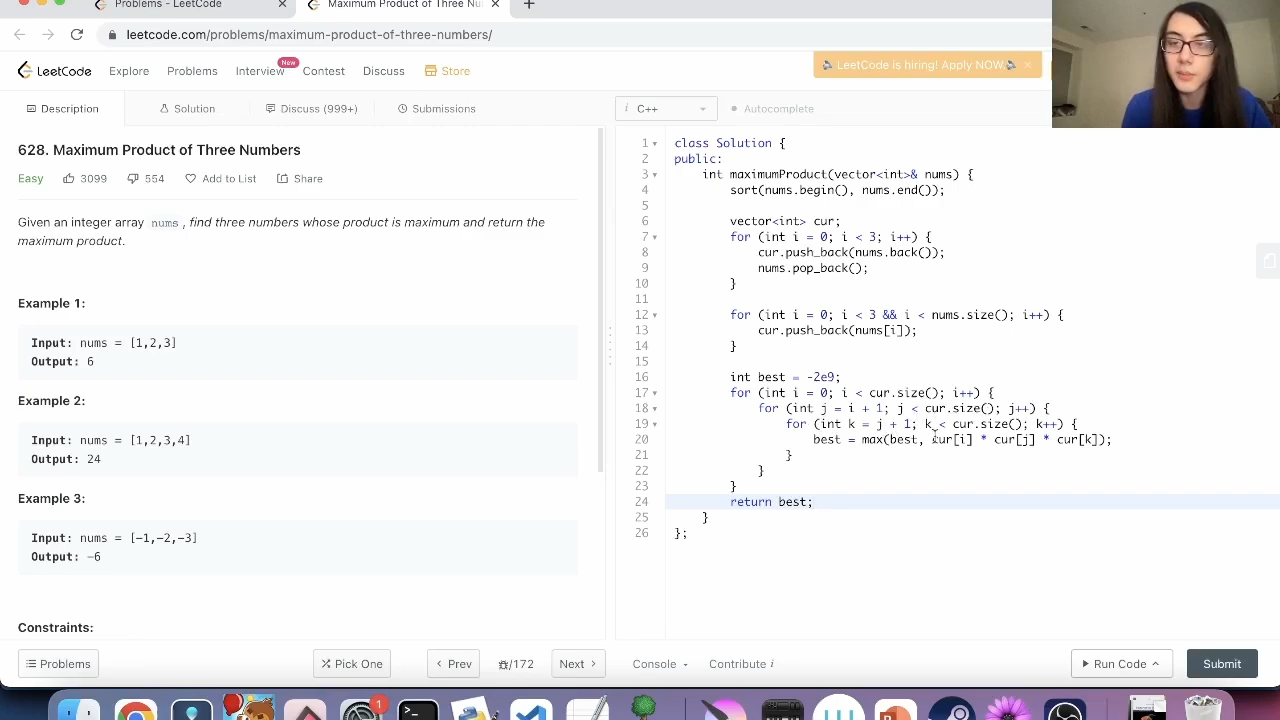 Problems - LeetCode
Maximum Product of Three Nu
leetcode.com/problems/maximum-product-of-three-numbers/
LeetCode Explore Problems Interview New Contest Discuss Store
LeetCode is hiring! Apply NOW.
Description Solution Discuss (999+) Submissions
i C++ Autocomplete
628. Maximum Product of Three Numbers
Easy 3099 554 Add to List Share
Given an integer array nums , find three numbers whose product is maximum and return the
maximum product.
Example 1:
Input: nums = [1,2,3]
Output: 6
Example 2:
Input: nums = [1,2,3,4]
Output: 24
Example 3:
Input: nums = [-1,-2,-3]
Output: -6
Constraints:
1 class Solution {
2 public:
3 int maximumProduct(vector<int>& nums) {
4 sort(nums.begin(), nums.end());
5
6 vector<int> cur;
7 for (int i = 0; i < 3; i++) {
8 cur.push_back(nums.back());
9 nums.pop_back();
10 }
11
12 for (int i = 0; i < 3 && i < nums.size(); i++) {
13 cur.push_back(nums[i]);
14 }
15
16 int best = -2e9;
17 for (int i = 0; i < cur.size(); i++) {
18 for (int j = i + 1; j < cur.size(); j++) {
19 for (int k = j + 1; k < cur.size(); k++) {
20 best = max(best, cur[i] * cur[j] * cur[k]);
21 }
22 }
23 }
24 return best;
25 }
26 };
Problems Pick One Prev /172 Next Console Contribute i Run Code Submit
1